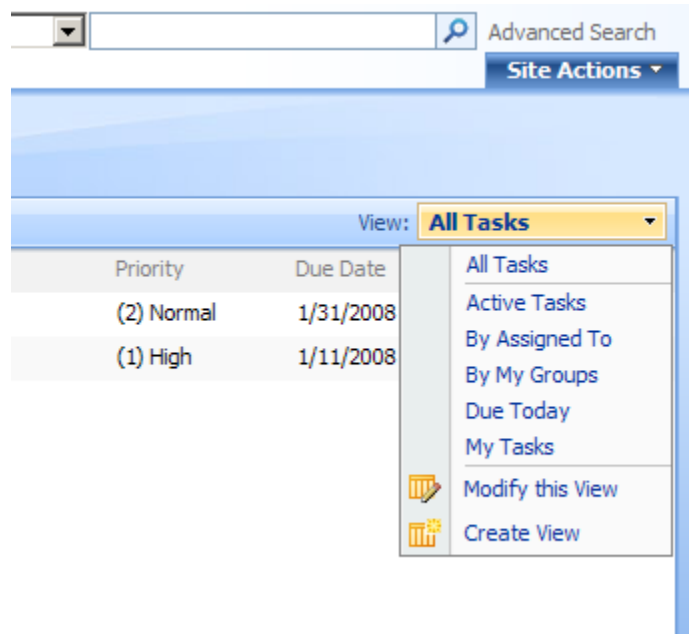 Advanced Search
Site Actions
View: All Tasks
Priority Due Date
All Tasks
(2) Normal 1/31/2008
Active Tasks
By Assigned To
(1) High 1/11/2008
By My Groups
Due Today
My Tasks
Modify this View
Create View